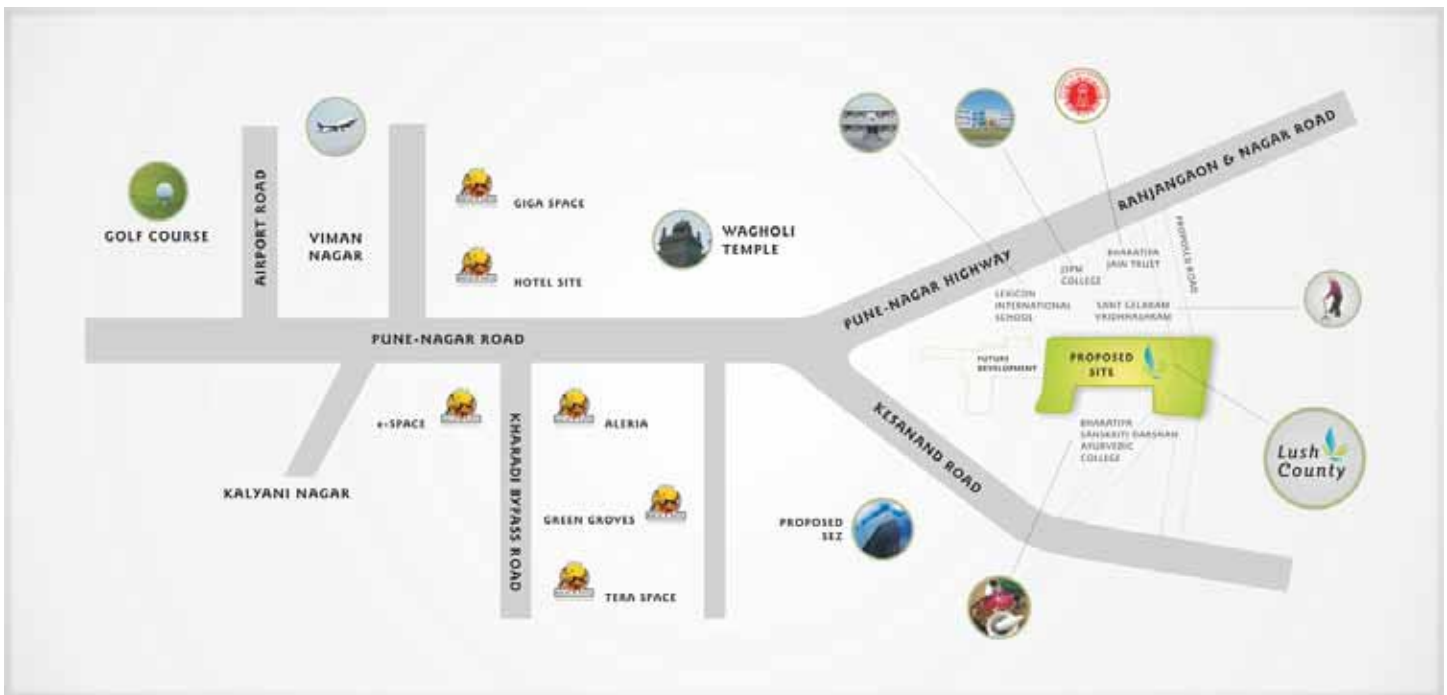 GOLF COURSE
AIRPORT ROAD
VIMAN
NAGAR
GIGA SPACE
HOTEL SITE
WAGHOLI
TEMPLE
PUNE-NAGAR ROAD
PUNE-NAGAR HIGHWAY
RANJANGAON & NAGAR ROAD
PROPOSED ROAD
BHARATIYA
JAIN TRUST
COLLEGE
LEXICON
INTERNATIONAL
SCHOOL
SANT GELARAM
VRIDHHASHRAM
FUTURE
DEVELOPMENT
PROPOSED
SITE
BHARATIYA
SANSKRITI DARSHAN
AYURVEDIC
COLLEGE
Lush
County
e-SPACE
KHARADI BYPASS ROAD
ALERIA
KALYANI NAGAR
GREEN GROVES
TERA SPACE
KESANAND ROAD
PROPOSED
SEZ